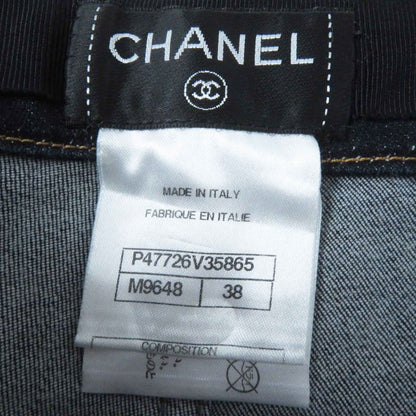 CHANEL
MADE IN ITALY
FABRIQUE EN ITALIE
P47726V35865
M9648 38
COMPOSITION